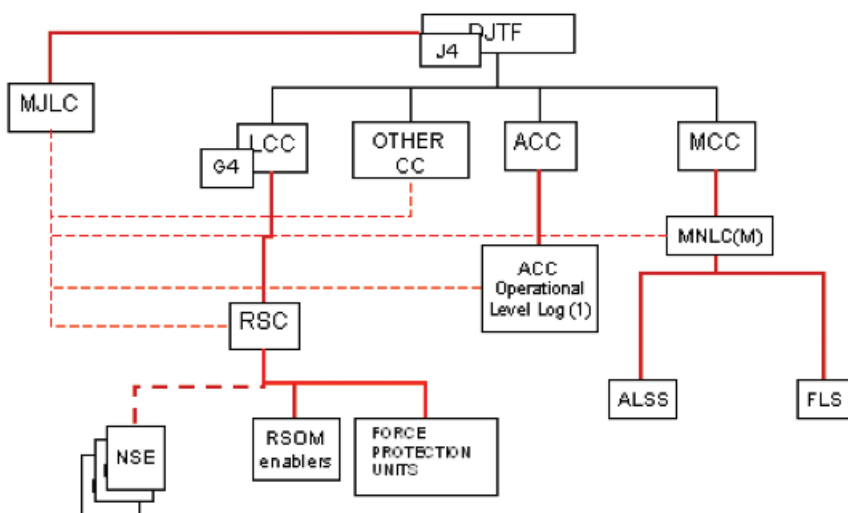 DJTF
J4
MJLC
LCC
G4
OTHER
CC
ACC
MCC
MNLC(M)
ACC
Operational
Level Log (1)
RSC
ALSS
FLS
NSE
RSOM
enablers
FORCE
PROTECTION
UNITS